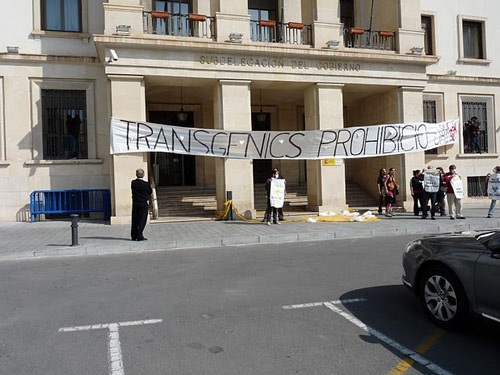 SUBDELEGACIÓN DEL GOBIERNO
TRANSGÈNICS PROHIBICIÓ